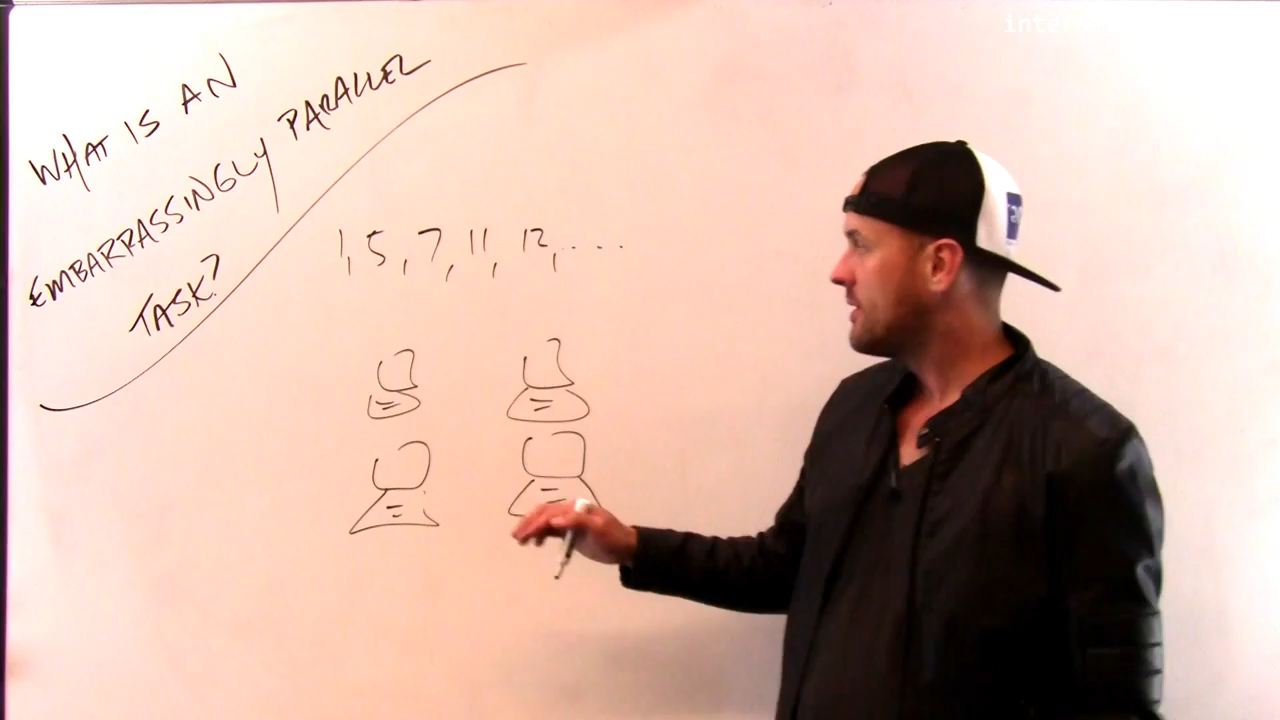 WHAT IS AN
EMBARRASSINGLY PARALLEL
TASK?
1, 5, 7, 11, 12, ....